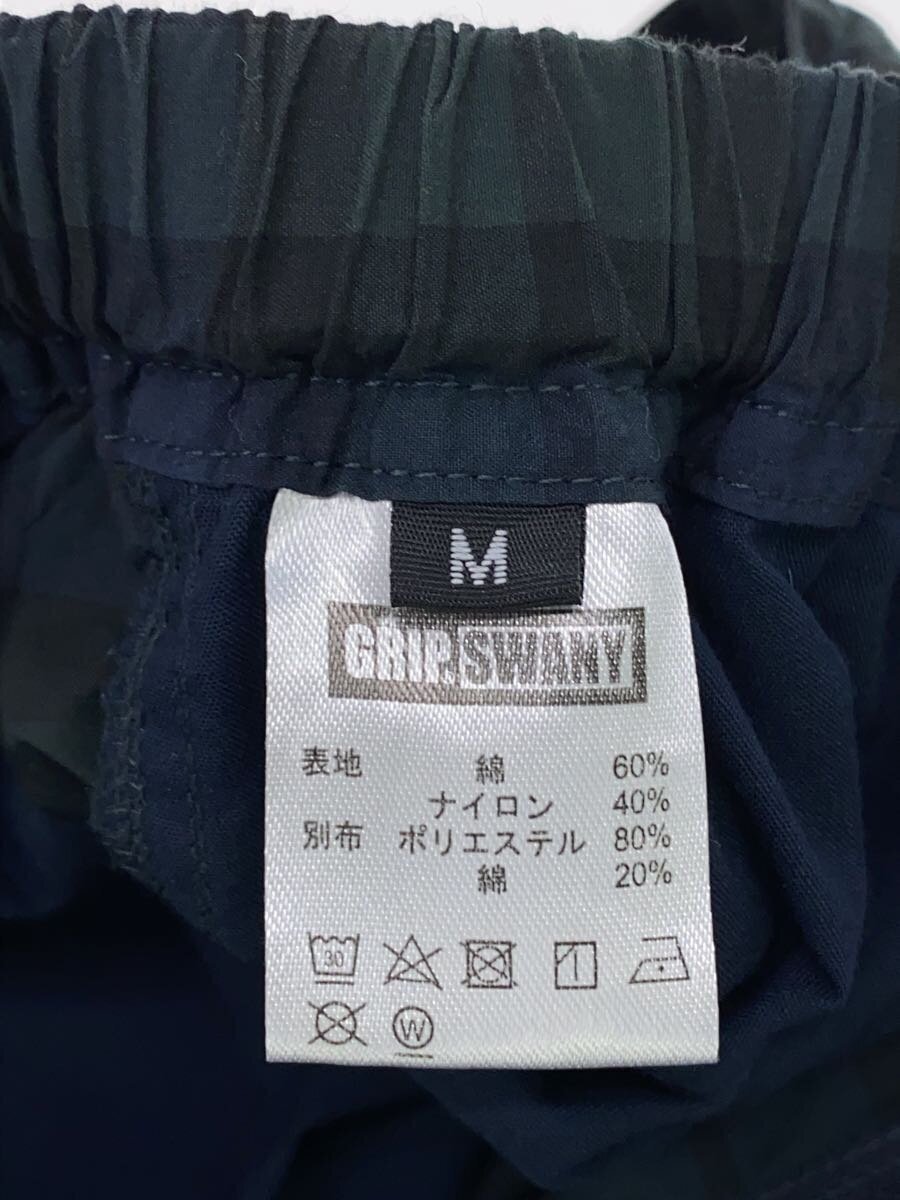 M
GRIP SWANY
表地 綿 60%
ナイロン 40%
別布 ポリエステル 80%
綿 20%
30
W